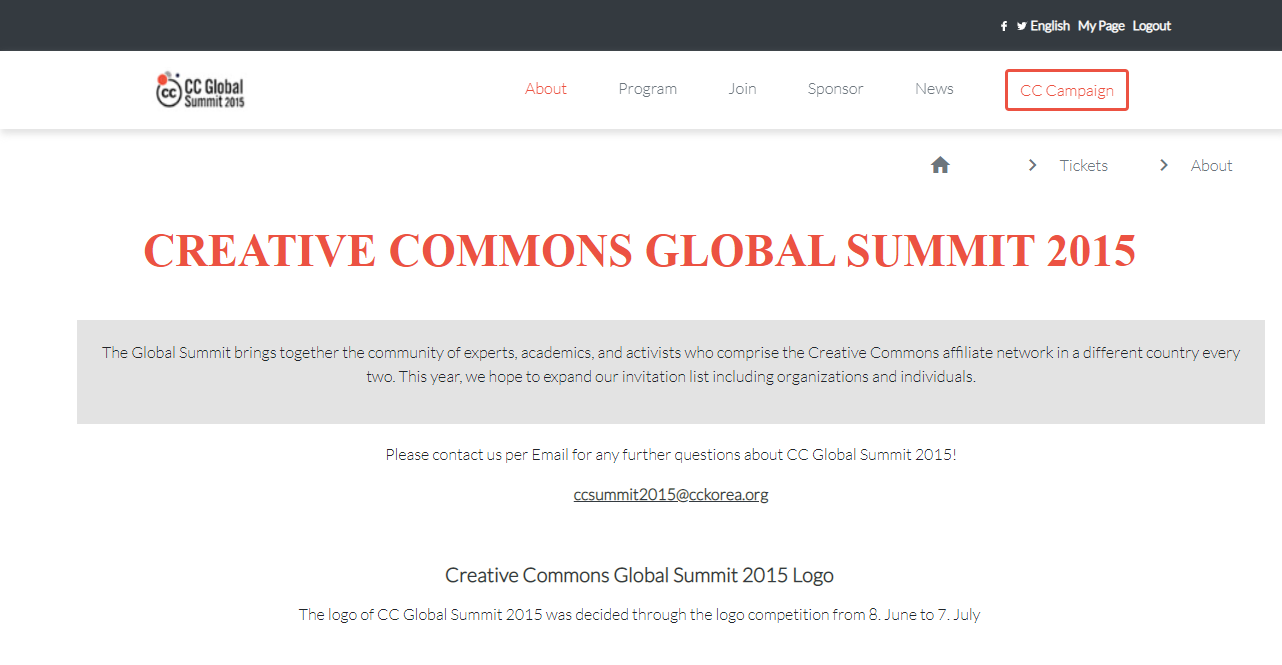 English My Page Logout
CC Global
Summit 2015
About Program Join Sponsor News CC Campaign
Tickets About
CREATIVE COMMONS GLOBAL SUMMIT 2015
The Global Summit brings together the community of experts, academics, and activists who comprise the Creative Commons affiliate network in a different country every
two. This year, we hope to expand our invitation list including organizations and individuals.
Please contact us per Email for any further questions about CC Global Summit 2015!
ccsummit2015@cckorea.org
Creative Commons Global Summit 2015 Logo
The logo of CC Global Summit 2015 was decided through the logo competition from 8. June to 7. July